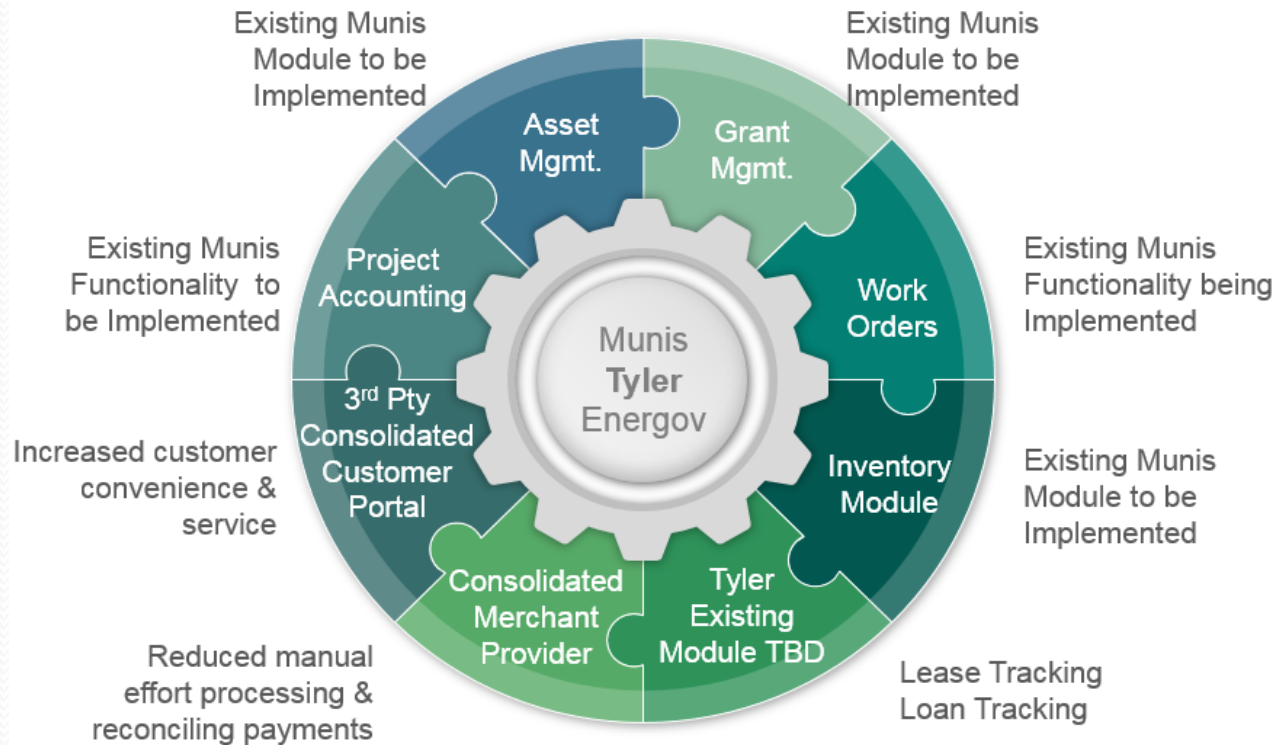 Existing Munis
Module to be
Implemented
Existing Munis
Module to be
Implemented
Asset
Mgmt.
Grant
Mgmt.
Existing Munis
Functionality to
be Implemented
Project
Accounting
Work
Orders
Existing Munis
Functionality being
Implemented
Munis
Tyler
Energov
3rd Pty
Consolidated
Customer
Portal
Increased customer
convenience &
service
Inventory
Module
Existing Munis
Module to be
Implemented
Consolidated
Merchant
Provider
Tyler
Existing
Module TBD
Reduced manual
effort processing &
reconciling payments
Lease Tracking
Loan Tracking